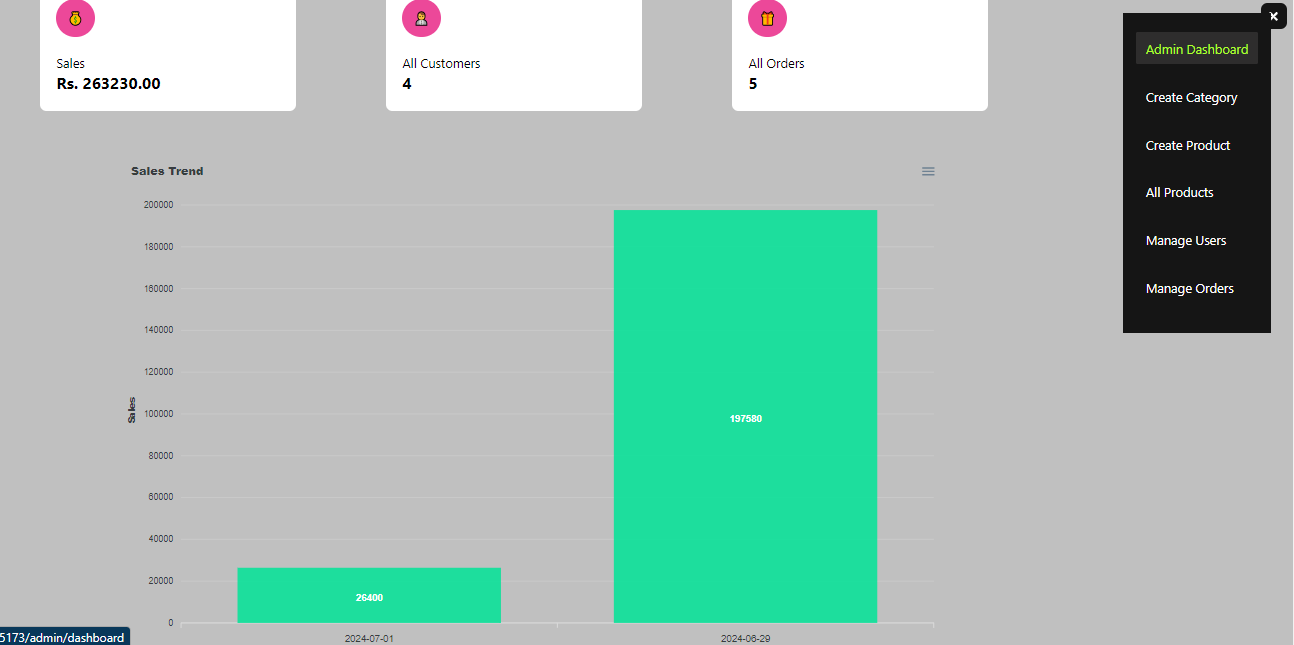 Sales
Rs. 263230.00
All Customers
4
All Orders
5
Admin Dashboard
Create Category
Create Product
All Products
Manage Users
Manage Orders
Sales Trend
200000
180000
160000
140000
120000
100000
80000
60000
40000
20000
0
Sales
26400
197580
2024-07-01
2024-06-29
5173/admin/dashboard